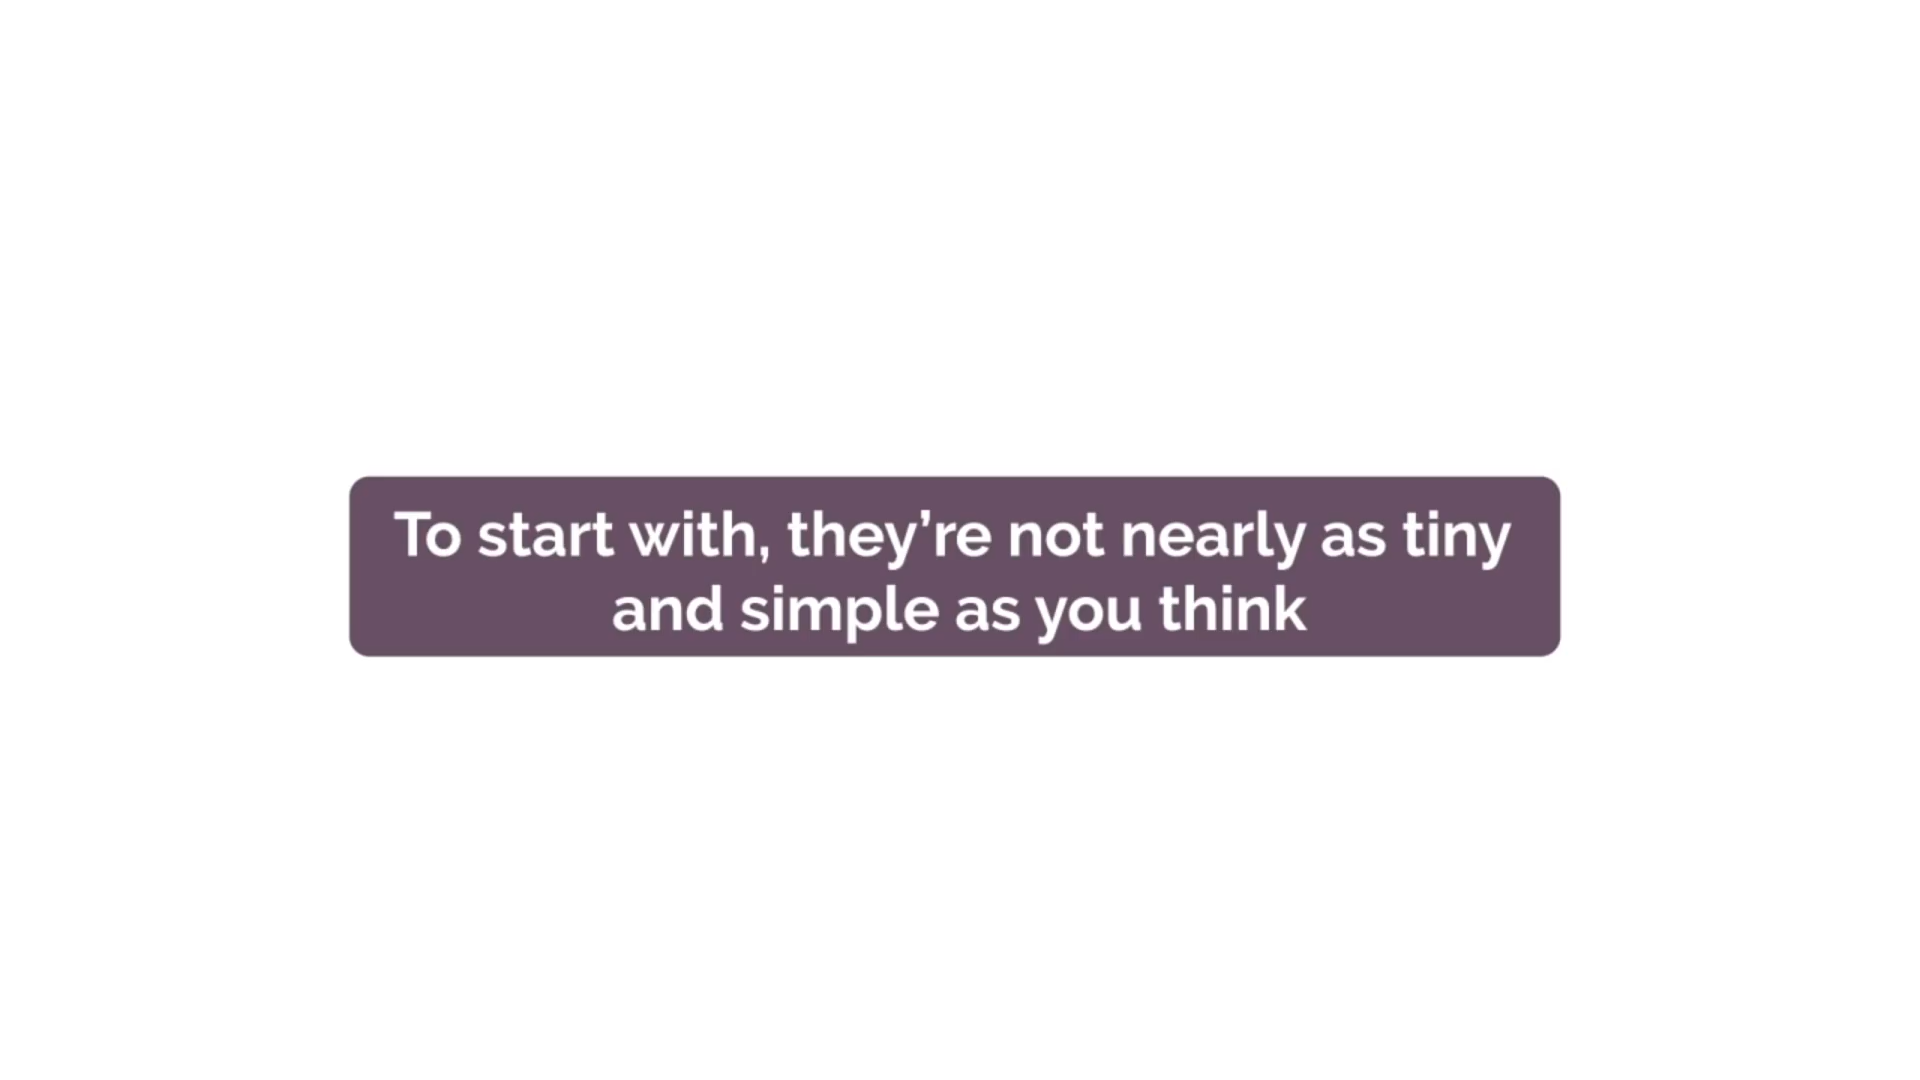 To start with, they’re not nearly as tiny
and simple as you think